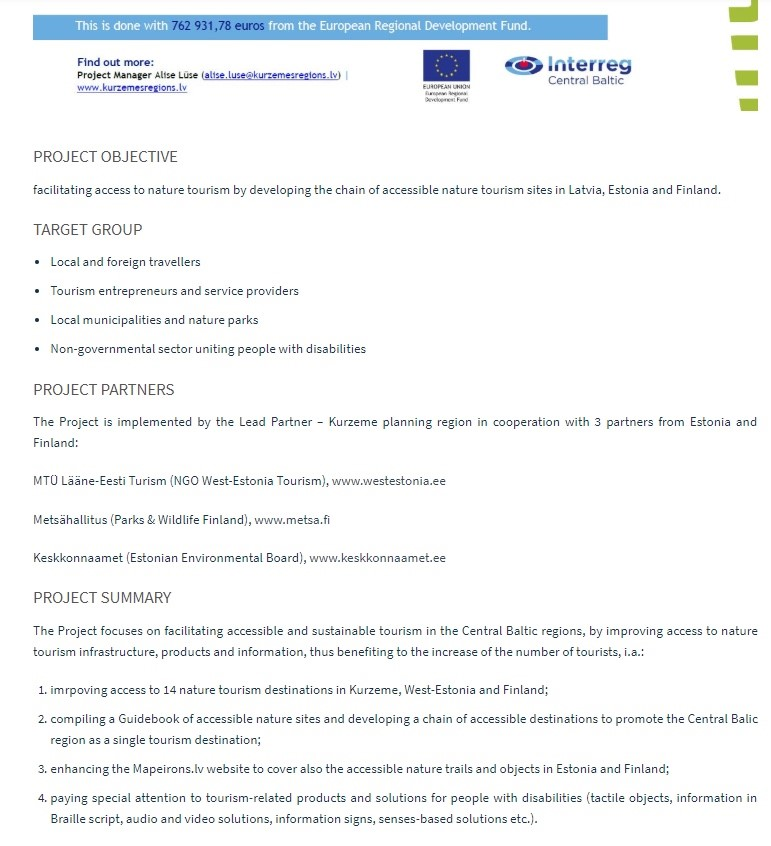 This is done with 762 931,78 euros from the European Regional Development Fund.
Find out more:
Project Manager Alise Lüse (alise.luse@kurzemesregions.lv) |
www.kurzemesregions.lv
EUROPEAN UNION
European Regional
Development Fund
Interreg
Central Baltic
PROJECT OBJECTIVE
facilitating access to nature tourism by developing the chain of accessible nature tourism sites in Latvia, Estonia and Finland.
TARGET GROUP
• Local and foreign travellers
• Tourism entrepreneurs and service providers
• Local municipalities and nature parks
• Non-governmental sector uniting people with disabilities
PROJECT PARTNERS
The Project is implemented by the Lead Partner – Kurzeme planning region in cooperation with 3 partners from Estonia and
Finland:
MTÜ Lääne-Eesti Turism (NGO West-Estonia Tourism), www.westestonia.ee
Metsähallitus (Parks & Wildlife Finland), www.metsa.fi
Keskkonnaamet (Estonian Environmental Board), www.keskkonnaamet.ee
PROJECT SUMMARY
The Project focuses on facilitating accessible and sustainable tourism in the Central Baltic regions, by improving access to nature
tourism infrastructure, products and information, thus benefiting to the increase of the number of tourists, i.a.:
1. imrpoving access to 14 nature tourism destinations in Kurzeme, West-Estonia and Finland;
2. compiling a Guidebook of accessible nature sites and developing a chain of accessible destinations to promote the Central Balic
region as a single tourism destination;
3. enhancing the Mapeirons.lv website to cover also the accessible nature trails and objects in Estonia and Finland;
4. paying special attention to tourism-related products and solutions for people with disabilities (tactile objects, information in
Braille script, audio and video solutions, information signs, senses-based solutions etc.).